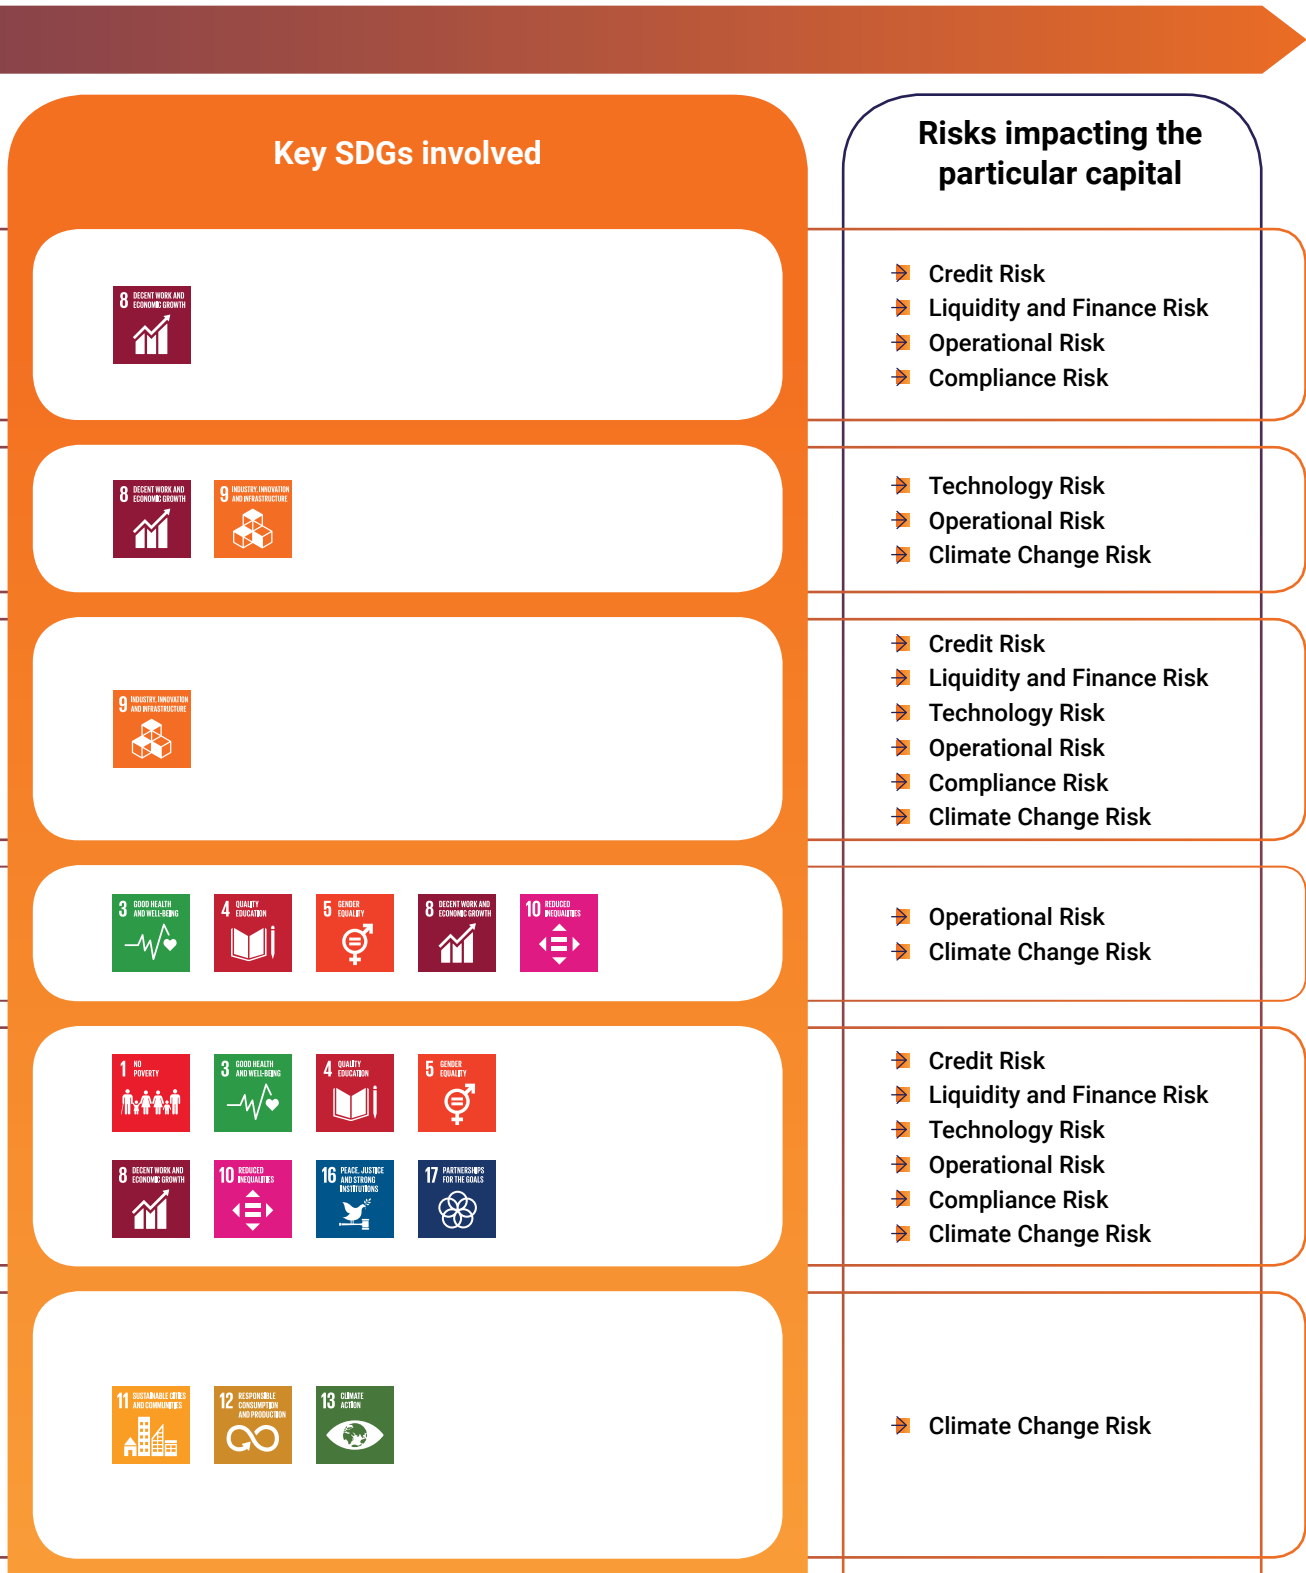 Key SDGs involved
Risks impacting the
particular capital
8 DECENT WORK AND
ECONOMIC GROWTH
Credit Risk
Liquidity and Finance Risk
Operational Risk
Compliance Risk
8 DECENT WORK AND
ECONOMIC GROWTH
9 INDUSTRY, INNOVATION
AND INFRASTRUCTURE
Technology Risk
Operational Risk
Climate Change Risk
9 INDUSTRY, INNOVATION
AND INFRASTRUCTURE
Credit Risk
Liquidity and Finance Risk
Technology Risk
Operational Risk
Compliance Risk
Climate Change Risk
3 GOOD HEALTH
AND WELL-BEING
4 QUALITY
EDUCATION
5 GENDER
EQUALITY
8 DECENT WORK AND
ECONOMIC GROWTH
10 REDUCED
INEQUALITIES
Operational Risk
Climate Change Risk
1 NO
POVERTY
3 GOOD HEALTH
AND WELL-BEING
4 QUALITY
EDUCATION
5 GENDER
EQUALITY
8 DECENT WORK AND
ECONOMIC GROWTH
10 REDUCED
INEQUALITIES
16 PEACE, JUSTICE
AND STRONG
INSTITUTIONS
17 PARTNERSHIPS
FOR THE GOALS
Credit Risk
Liquidity and Finance Risk
Technology Risk
Operational Risk
Compliance Risk
Climate Change Risk
11 SUSTAINABLE CITIES
AND COMMUNITIES
12 RESPONSIBLE
CONSUMPTION
AND PRODUCTION
13 CLIMATE
ACTION
Climate Change Risk